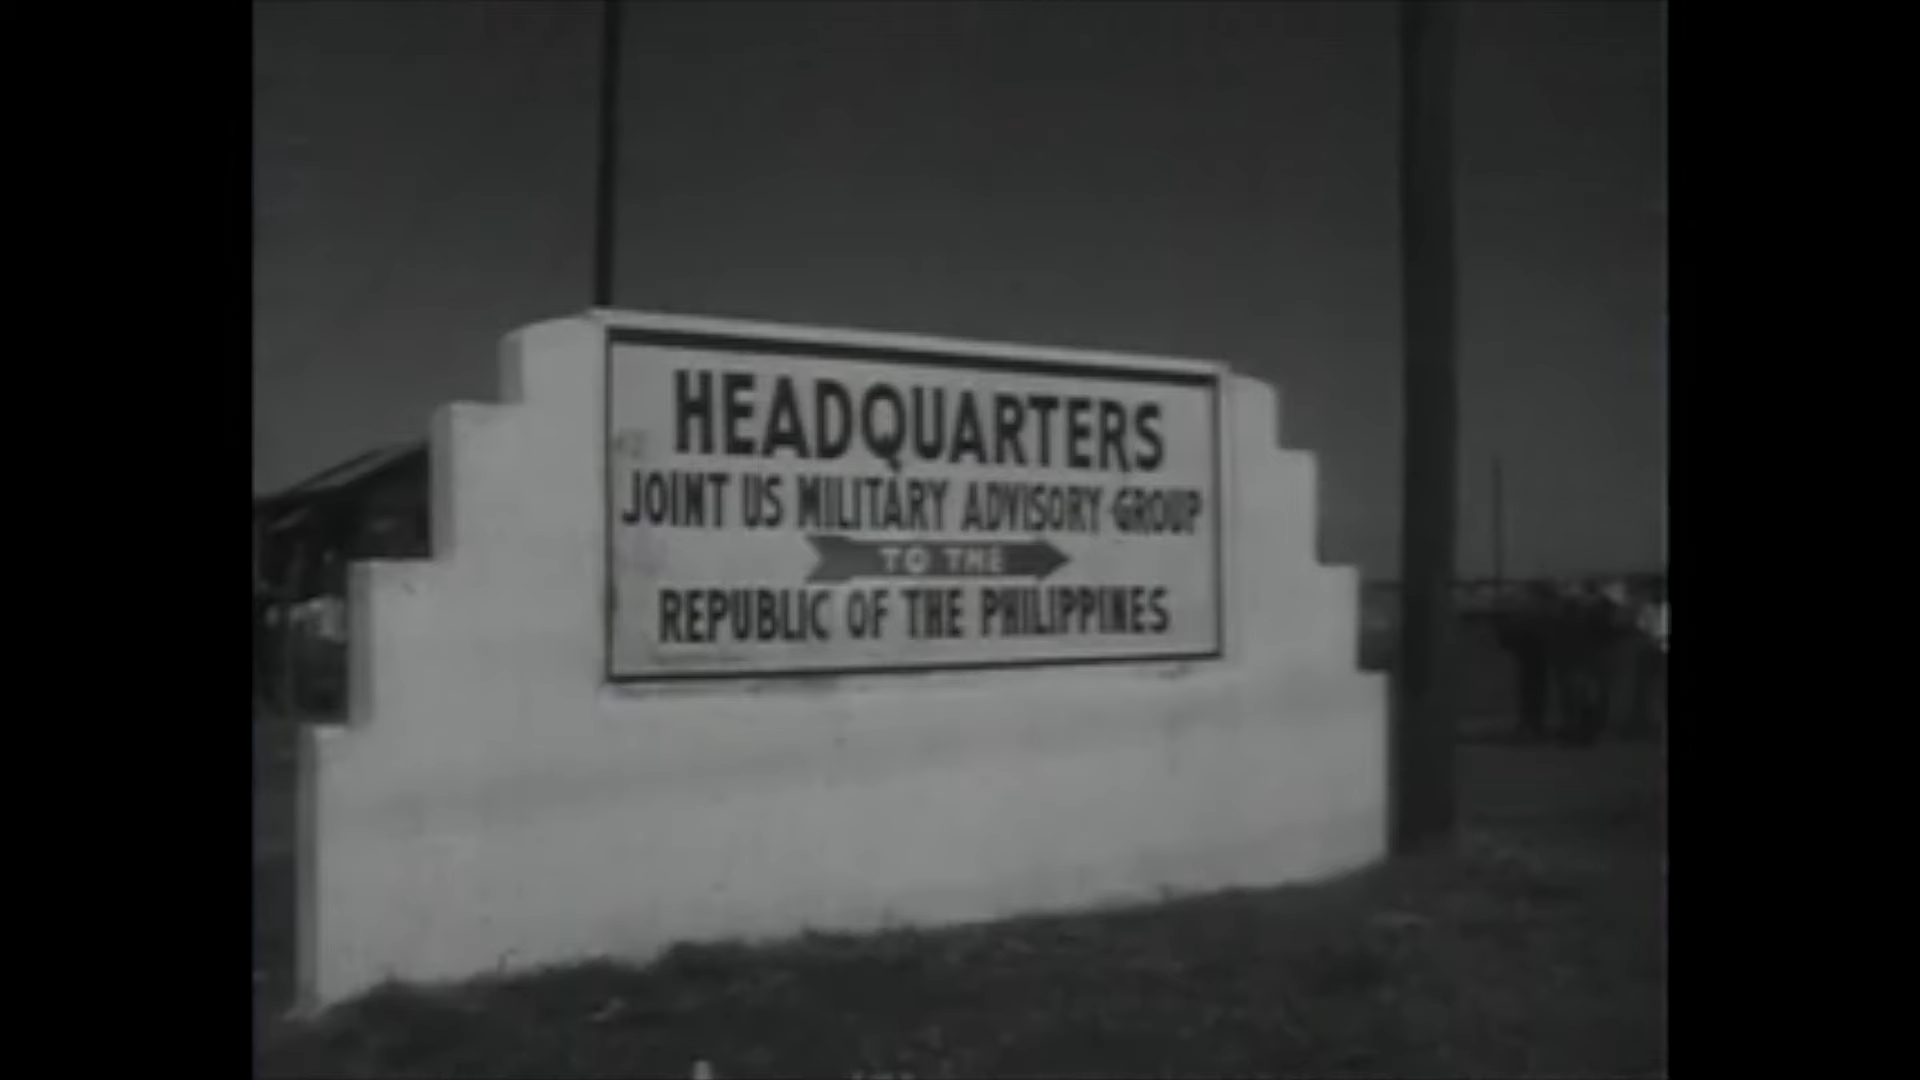 HEADQUARTERS
JOINT US MILITARY ADVISORY GROUP
TO THE
REPUBLIC OF THE PHILIPPINES